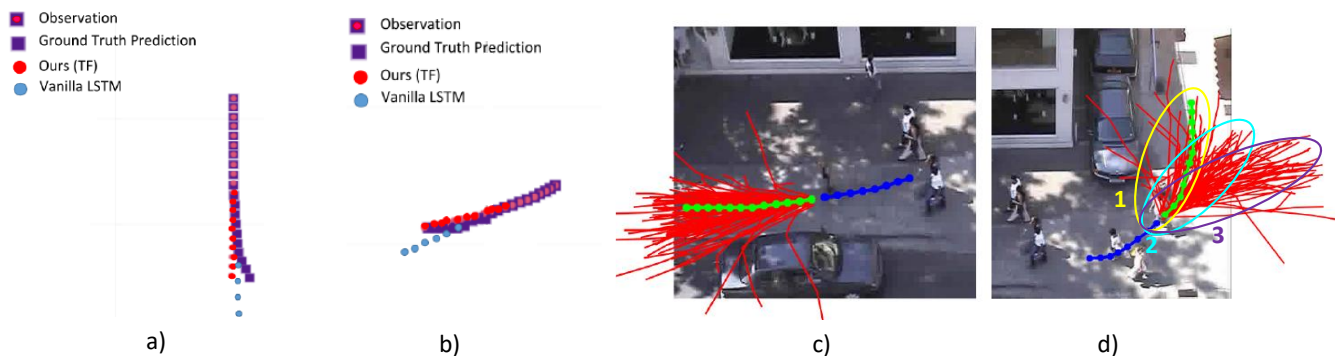 Observation
Ground Truth Prediction
Ours (TF)
Vanilla LSTM
a)
Observation
Ground Truth Prediction
Ours (TF)
Vanilla LSTM
b)
c)
1
2
3
d)